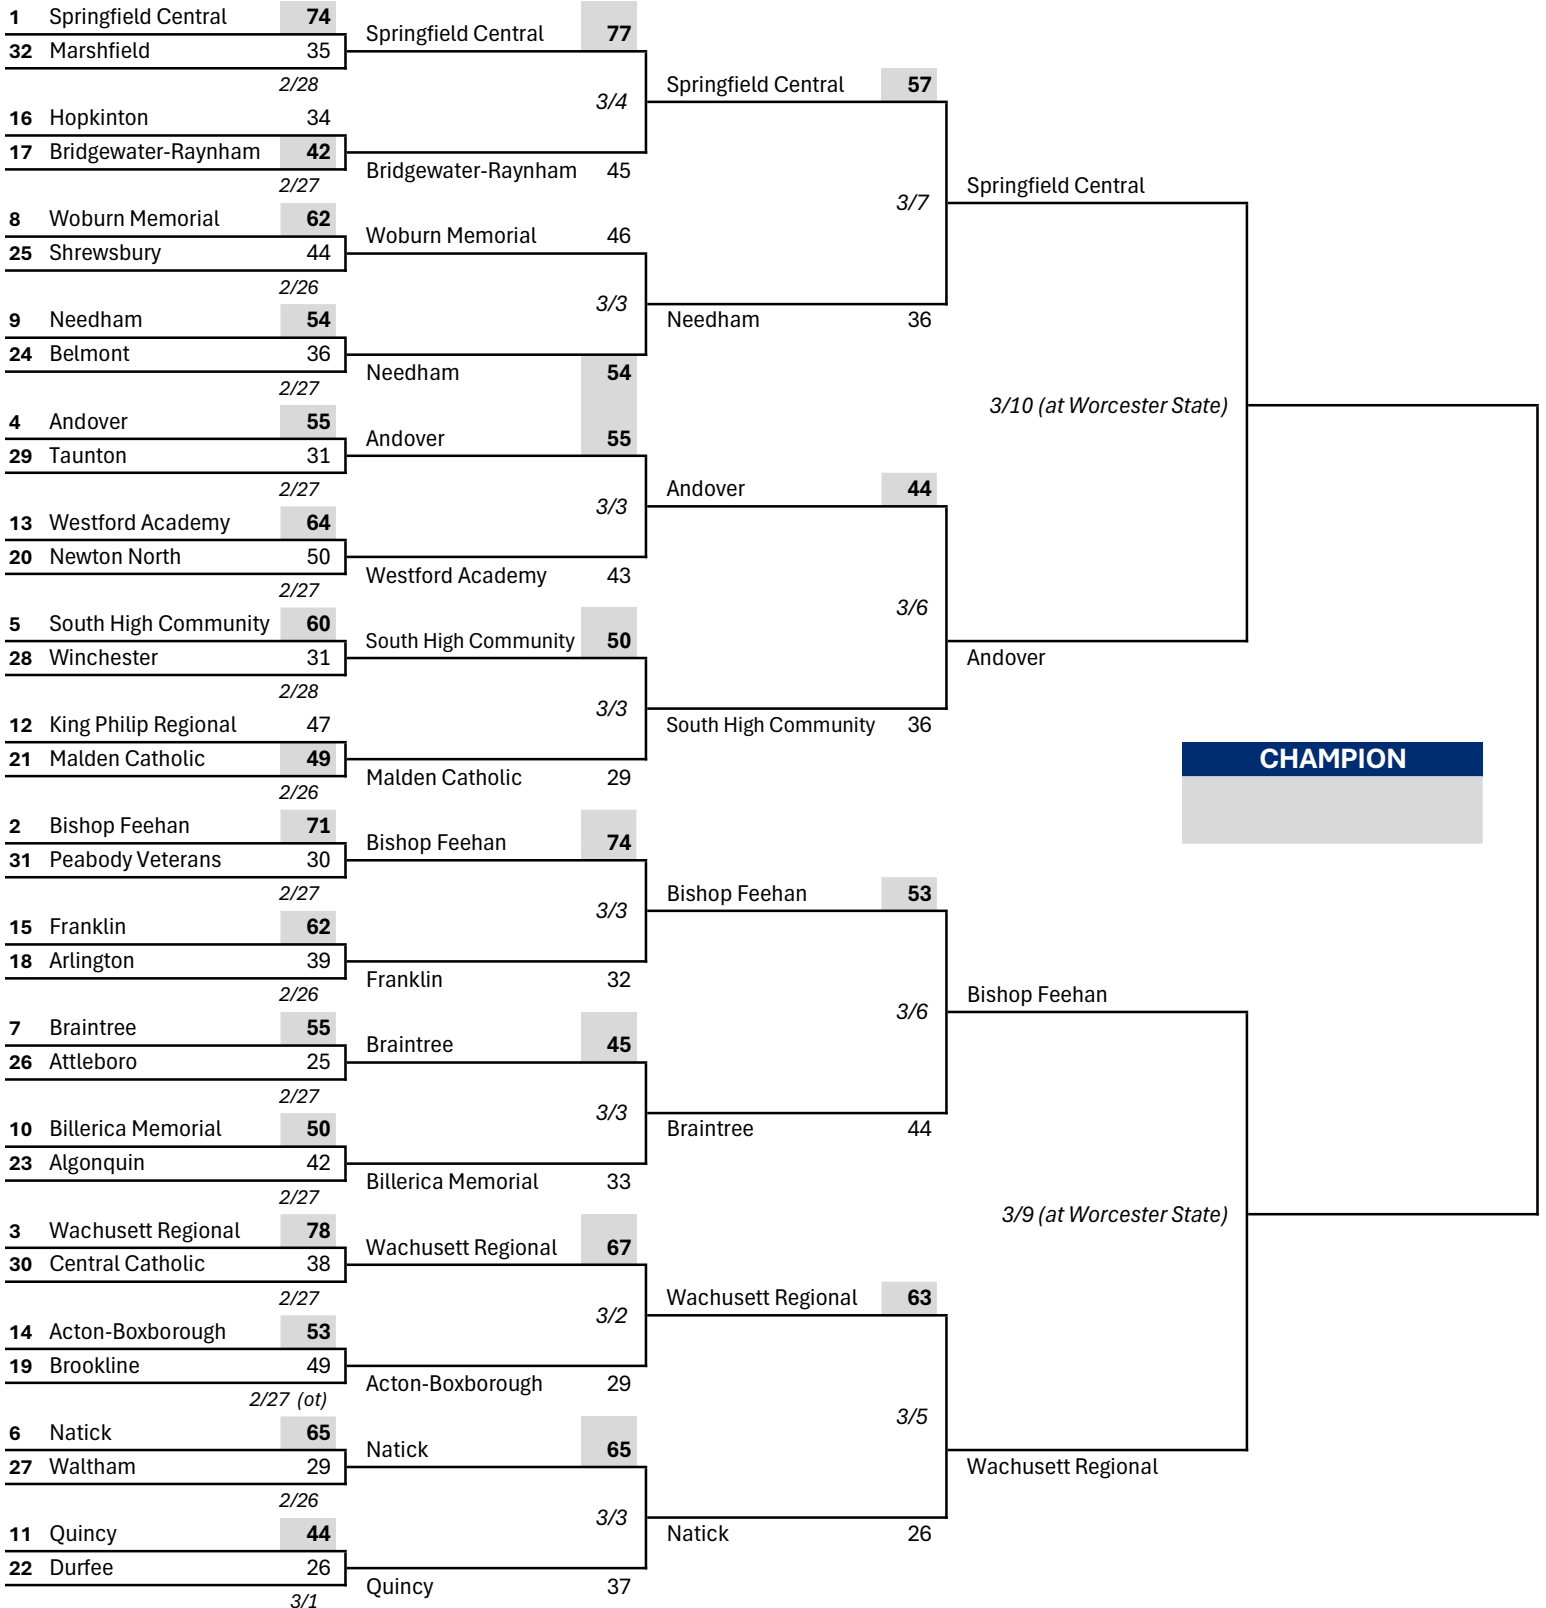 1 Springfield Central 74
32 Marshfield 35
2/28
16 Hopkinton 34
17 Bridgewater-Raynham 42
2/27
8 Woburn Memorial 62
25 Shrewsbury 44
2/26
9 Needham 54
24 Belmont 36
2/27
4 Andover 55
29 Taunton 31
2/27
13 Westford Academy 64
20 Newton North 50
2/27
5 South High Community 60
28 Winchester 31
2/28
12 King Philip Regional 47
21 Malden Catholic 49
2/26
2 Bishop Feehan 71
31 Peabody Veterans 30
2/27
15 Franklin 62
18 Arlington 39
2/26
7 Braintree 55
26 Attleboro 25
2/27
10 Billerica Memorial 50
23 Algonquin 42
2/27
3 Wachusett Regional 78
30 Central Catholic 38
2/27
14 Acton-Boxborough 53
19 Brookline 49
2/27 (ot)
6 Natick 65
27 Waltham 29
2/26
11 Quincy 44
22 Durfee 26
3/1
Springfield Central 77
3/4
Bridgewater-Raynham 45
Woburn Memorial 46
3/3
Needham 54
Andover 55
3/3
Westford Academy 43
South High Community 50
3/3
Malden Catholic 29
Bishop Feehan 74
3/3
Franklin 32
Braintree 45
3/3
Billerica Memorial 33
Wachusett Regional 67
3/2
Acton-Boxborough 29
Natick 65
3/3
Quincy 37
Springfield Central 57
3/7
Needham 36
Andover 44
3/6
South High Community 36
Bishop Feehan 53
3/6
Braintree 44
Wachusett Regional 63
3/5
Natick 26
Springfield Central
3/10 (at Worcester State)
Andover
Bishop Feehan
3/9 (at Worcester State)
Wachusett Regional
CHAMPION